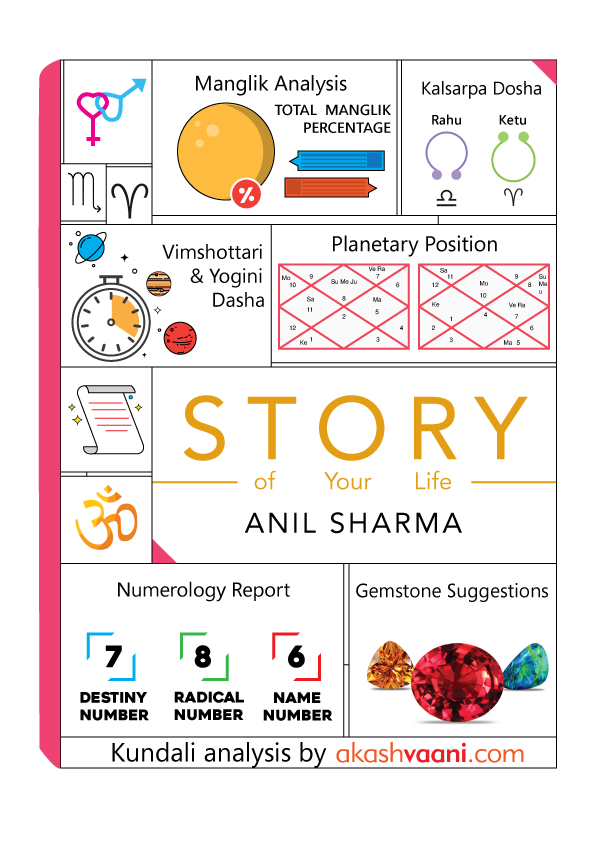 Manglik Analysis
TOTAL MANGLIK
PERCENTAGE
%
Kalsarpa Dosha
Rahu
Ketu
♎
♈
♏
♈
Vimshottari
& Yogini
Dasha
Planetary Position
Mo
10
9
Su Me Ju
Ve Ra
7
6
Sa
11
8
2
Ma
5
12
Ke 1
3
4
Sa
12
11
Mo
10
9
8
Su
Me
u
Ke
1
4
Ve Ra
7
2
3
Ma 5
6
STORY
of Your Life
ANIL SHARMA
ॐ
Numerology Report
7
8
6
DESTINY
NUMBER
RADICAL
NUMBER
NAME
NUMBER
Gemstone Suggestions
Kundali analysis by akashvaani.com